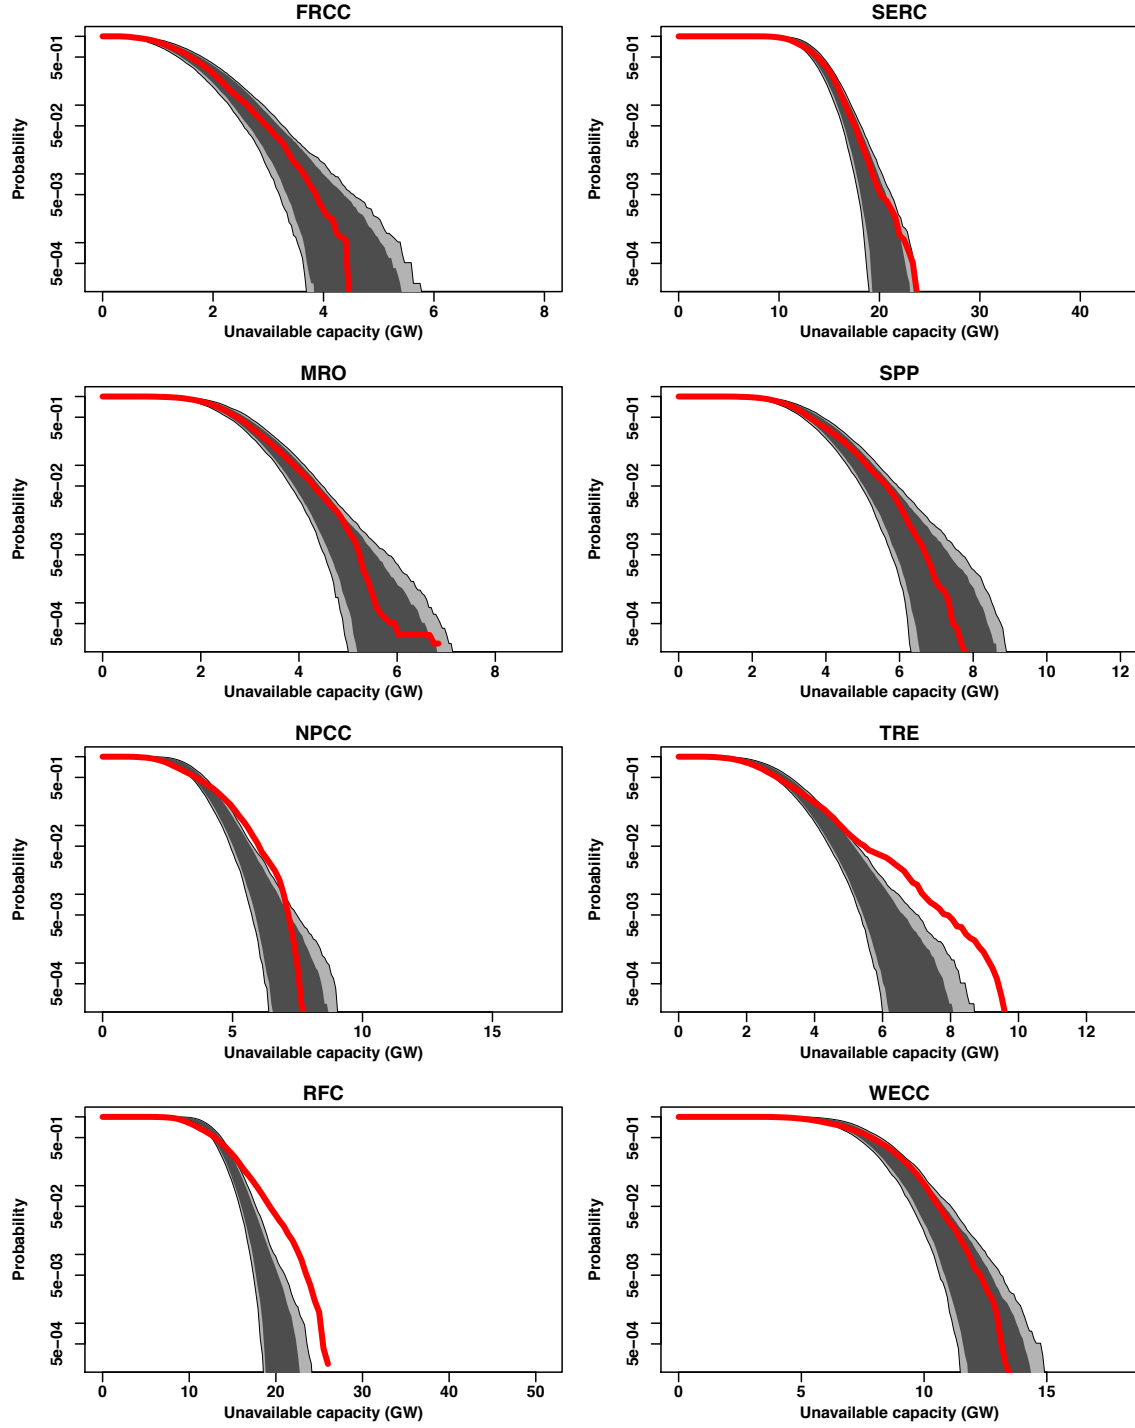 FRCC
Probability
5e−01
5e−02
5e−03
5e−04
0 2 4 6 8
Unavailable capacity (GW)
SERC
Probability
5e−01
5e−02
5e−03
5e−04
0 10 20 30 40
Unavailable capacity (GW)
MRO
Probability
5e−01
5e−02
5e−03
5e−04
0 2 4 6 8
Unavailable capacity (GW)
SPP
Probability
5e−01
5e−02
5e−03
5e−04
0 2 4 6 8 10 12
Unavailable capacity (GW)
NPCC
Probability
5e−01
5e−02
5e−03
5e−04
0 5 10 15
Unavailable capacity (GW)
TRE
Probability
5e−01
5e−02
5e−03
5e−04
0 2 4 6 8 10 12
Unavailable capacity (GW)
RFC
Probability
5e−01
5e−02
5e−03
5e−04
0 10 20 30 40 50
Unavailable capacity (GW)
WECC
Probability
5e−01
5e−02
5e−03
5e−04
0 5 10 15
Unavailable capacity (GW)